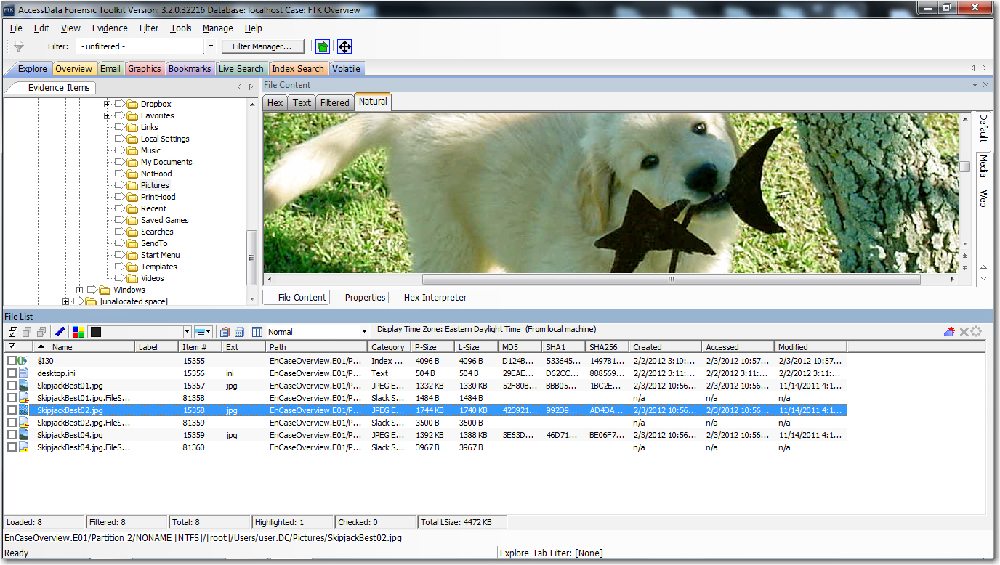 AccessData Forensic Toolkit Version: 3.2.0.32216 Database: localhost Case: FTK Overview
File Edit View Evidence Filter Tools Manage Help
Filter: - unfiltered - Filter Manager...
Explore Overview Email Graphics Bookmarks Live Search Index Search Volatile
Evidence Items
Dropbox
Favorites
Links
Local Settings
Music
My Documents
NetHood
Pictures
PrintHood
Recent
Saved Games
Searches
SendTo
Start Menu
Templates
Videos
Windows
[unallocated space]
File Content
Hex Text Filtered Natural
Default
Media
Web
File Content Properties Hex Interpreter
File List
Normal Display Time Zone: Eastern Daylight Time (From local machine)
Name Label Item # Ext Path Category P-Size L-Size MD5 SHA1 SHA256 Created Accessed Modified
$I30 15355 EnCaseOverview.E01/P... Index ... 4096 B 4096 B D124B... 533645... 149781... 2/2/2012 3:10:... 2/3/2012 10:57... 2/3/2012 10:57...
desktop.ini 15356 ini EnCaseOverview.E01/P... Text 504 B 504 B 29EAE... D62CC... 888569... 2/2/2012 3:11:... 2/2/2012 3:11:... 2/2/2012 3:11:...
SkipjackBest01.jpg 15357 jpg EnCaseOverview.E01/P... JPEG E... 1332 KB 1330 KB 52F80B... BBB05... 1BC2E... 2/3/2012 10:56... 2/3/2012 10:56... 11/14/2011 4:1...
SkipjackBest01.jpg.FileS... 81358 EnCaseOverview.E01/P... Slack S... 1484 B 1484 B n/a n/a n/a
SkipjackBest02.jpg 15358 jpg EnCaseOverview.E01/P... JPEG E... 1744 KB 1740 KB 423921... 992D9... AD4DA... 2/3/2012 10:56... 2/3/2012 10:56... 11/14/2011 4:1...
SkipjackBest02.jpg.FileS... 81359 EnCaseOverview.E01/P... Slack S... 3500 B 3500 B n/a n/a n/a
SkipjackBest04.jpg 15359 jpg EnCaseOverview.E01/P... JPEG E... 1392 KB 1388 KB 3E63D... 46D71... BE06F7... 2/3/2012 10:56... 2/3/2012 10:56... 11/14/2011 4:1...
SkipjackBest04.jpg.FileS... 81360 EnCaseOverview.E01/P... Slack S... 3967 B 3967 B n/a n/a n/a
Loaded: 8 Filtered: 8 Total: 8 Highlighted: 1 Checked: 0 Total LSize: 4472 KB
EnCaseOverview.E01/Partition 2/NONAME [NTFS]/[root]/Users/user.DC/Pictures/SkipjackBest02.jpg
Ready Explore Tab Filter: [None]